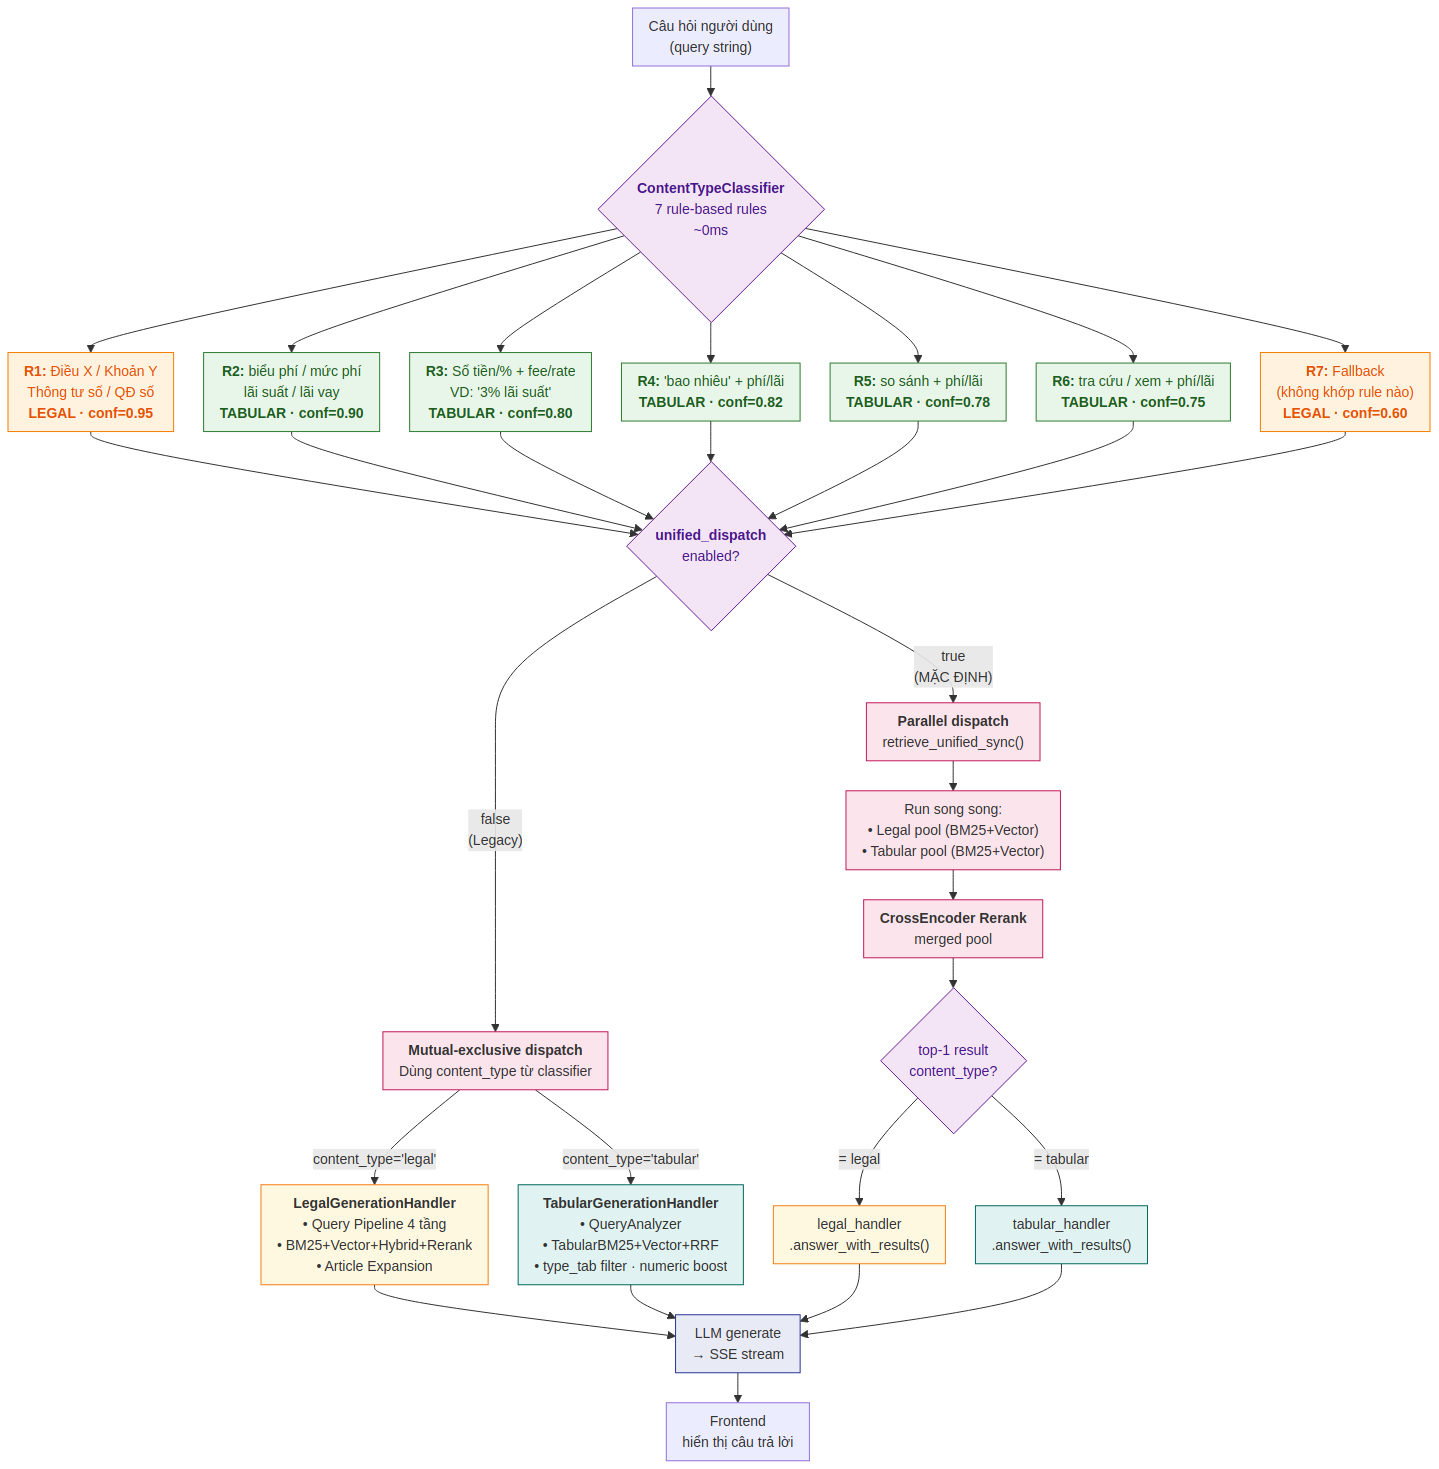 Câu hỏi người dùng
(query string)
ContentTypeClassifier
7 rule-based rules
~0ms
R1: Điều X / Khoản Y
Thông tư số / QĐ số
LEGAL · conf=0.95
R2: biểu phí / mức phí
lãi suất / lãi vay
TABULAR · conf=0.90
R3: Số tiền/% + fee/rate
VD: '3% lãi suất'
TABULAR · conf=0.80
R4: 'bao nhiêu' + phí/lãi
TABULAR · conf=0.82
R5: so sánh + phí/lãi
TABULAR · conf=0.78
R6: tra cứu / xem + phí/lãi
TABULAR · conf=0.75
R7: Fallback
(không khớp rule nào)
LEGAL · conf=0.60
unified_dispatch
enabled?
true
(MẶC ĐỊNH)
Parallel dispatch
retrieve_unified_sync()
Run song song:
• Legal pool (BM25+Vector)
• Tabular pool (BM25+Vector)
false
(Legacy)
CrossEncoder Rerank
merged pool
Mutual-exclusive dispatch
Dùng content_type từ classifier
top-1 result
content_type?
content_type='legal'
content_type='tabular'
= legal
= tabular
LegalGenerationHandler
• Query Pipeline 4 tầng
• BM25+Vector+Hybrid+Rerank
• Article Expansion
TabularGenerationHandler
• QueryAnalyzer
• TabularBM25+Vector+RRF
• type_tab filter · numeric boost
legal_handler
.answer_with_results()
tabular_handler
.answer_with_results()
LLM generate
→ SSE stream
Frontend
hiển thị câu trả lời